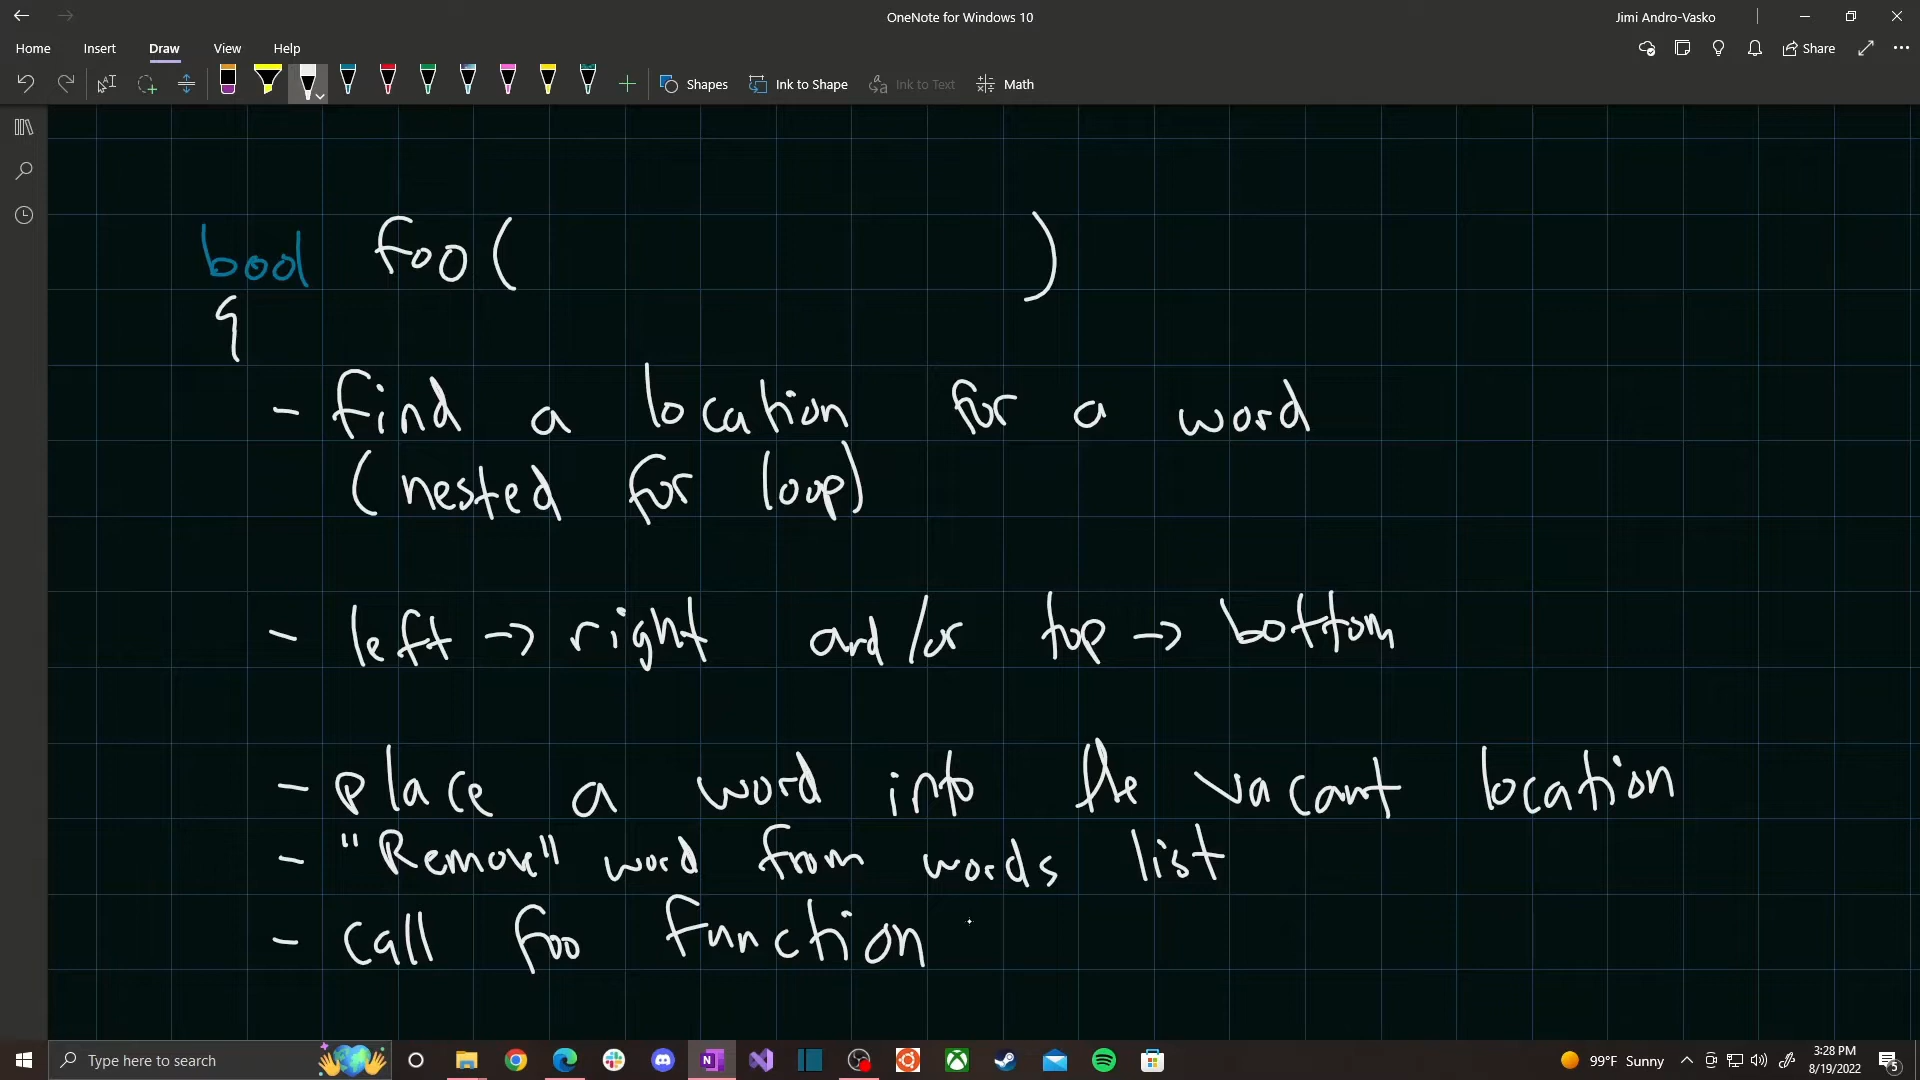 OneNote for Windows 10
Jimi Andro-Vasko
Home Insert Draw View Help
Share
Shapes Ink to Shape Ink to Text Math
bool foo( )
{
- find a location for a word
(nested for loop)
- left -> right and/or top -> bottom
- place a word into the vacant location
- "Remove" word from words list
- call foo function
Type here to search
99°F Sunny
3:28 PM
8/19/2022
5